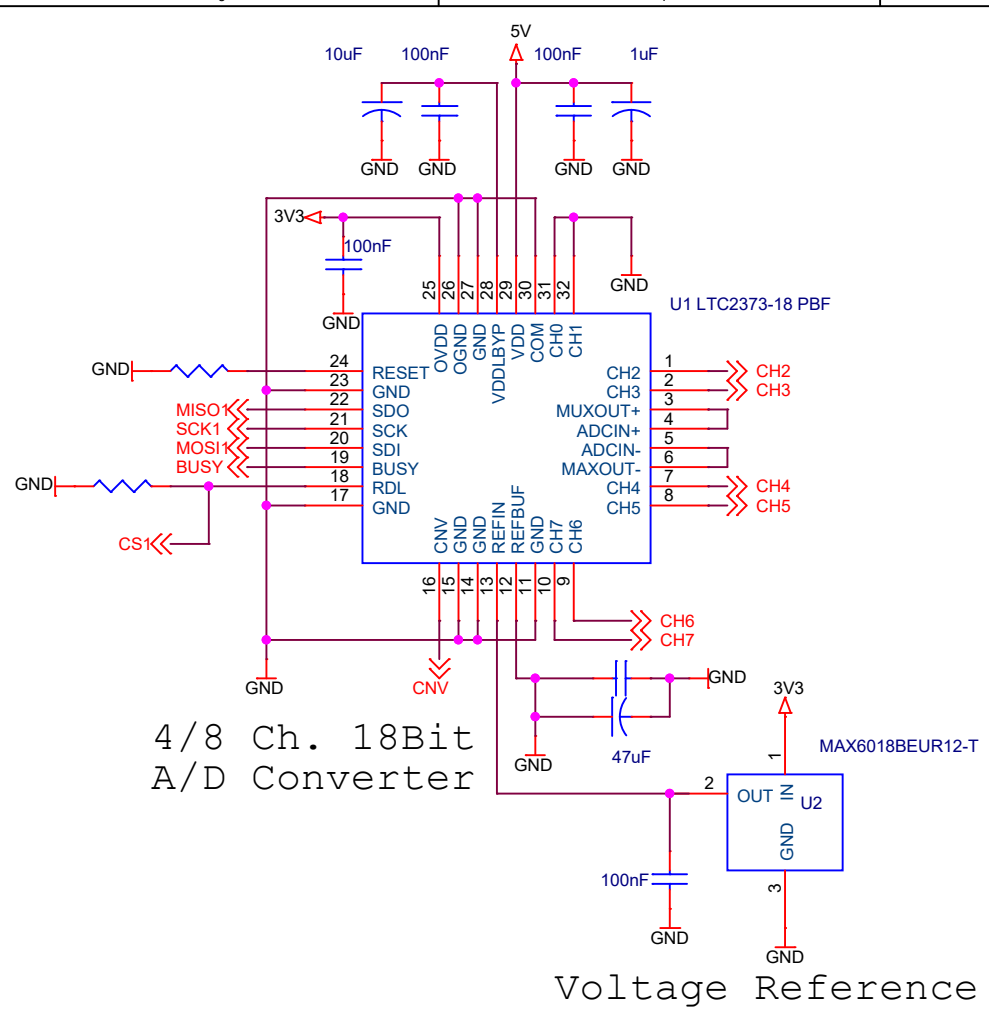 5V
10uF 100nF 100nF 1uF
GND GND GND GND
3V3
100nF
GND
GND
U1 LTC2373-18 PBF
25 26 27 28 29 30 31 32
OVDD OGND GND VDDLBYP VDD COM CH0 CH1
GND 24 RESET
23 GND
MISO1 22 SDO
SCK1 21 SCK
MOSI1 20 SDI
BUSY 19 BUSY
GND 18 RDL
17 GND
CS1
CH2 1 CH2
CH3 2 CH3
MUXOUT+ 3
ADCIN+ 4
ADCIN- 5
MAXOUT- 6
CH4 7 CH4
CH5 8 CH5
CNV GND GND REFIN REFBUF GND CH7 CH6
16 15 14 13 12 11 10 9
CH6
CH7
GND
CNV
GND
GND
47uF
3V3
4/8 Ch. 18Bit
A/D Converter
MAX6018BEUR12-T
1
2 OUT IN U2
GND
3
100nF
GND
GND
Voltage Reference